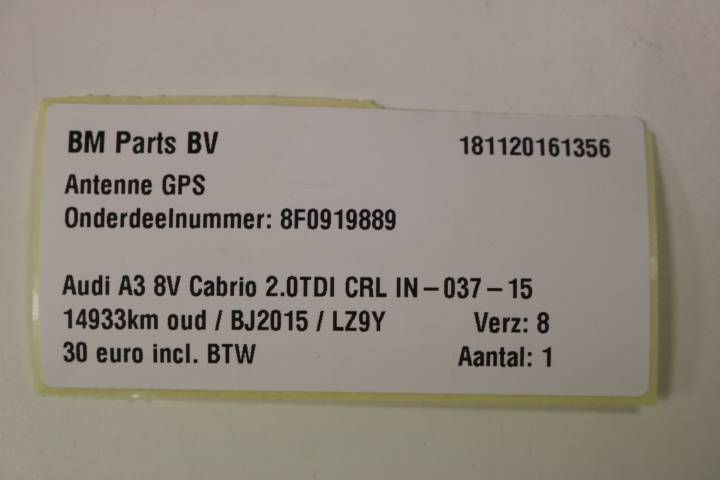 BM Parts BV 181120161356
Antenne GPS
Onderdeelnummer: 8F0919889
Audi A3 8V Cabrio 2.0TDI CRL IN-037-15
14933km oud / BJ2015 / LZ9Y Verz: 8
30 euro incl. BTW Aantal: 1